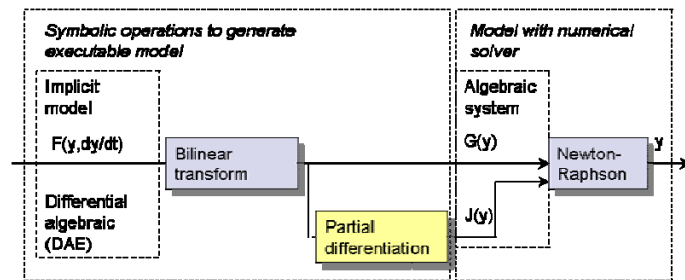 Symbolic operations to generate
executable model
Model with numerical
solver
Implicit
model
Algebraic
system
F(y,dy/dt)
Bilinear
transform
G(y)
Newton-
Raphson
y
Differential
algebraic
(DAE)
Partial
differentiation
J(y)